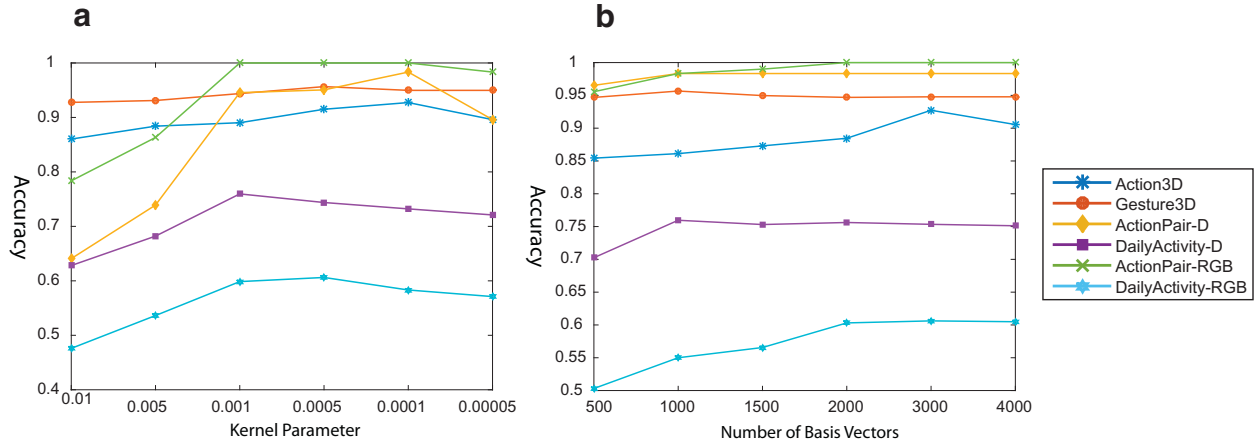 a
1
0.9
0.8
0.7
0.6
0.5
0.4
Accuracy
0.01
0.005
0.001
0.0005
0.0001
0.00005
Kernel Parameter
b
1
0.95
0.9
0.85
0.8
0.75
0.7
0.65
0.6
0.55
0.5
Accuracy
500
1000
1500
2000
3000
4000
Number of Basis Vectors
Action3D
Gesture3D
ActionPair-D
DailyActivity-D
ActionPair-RGB
DailyActivity-RGB